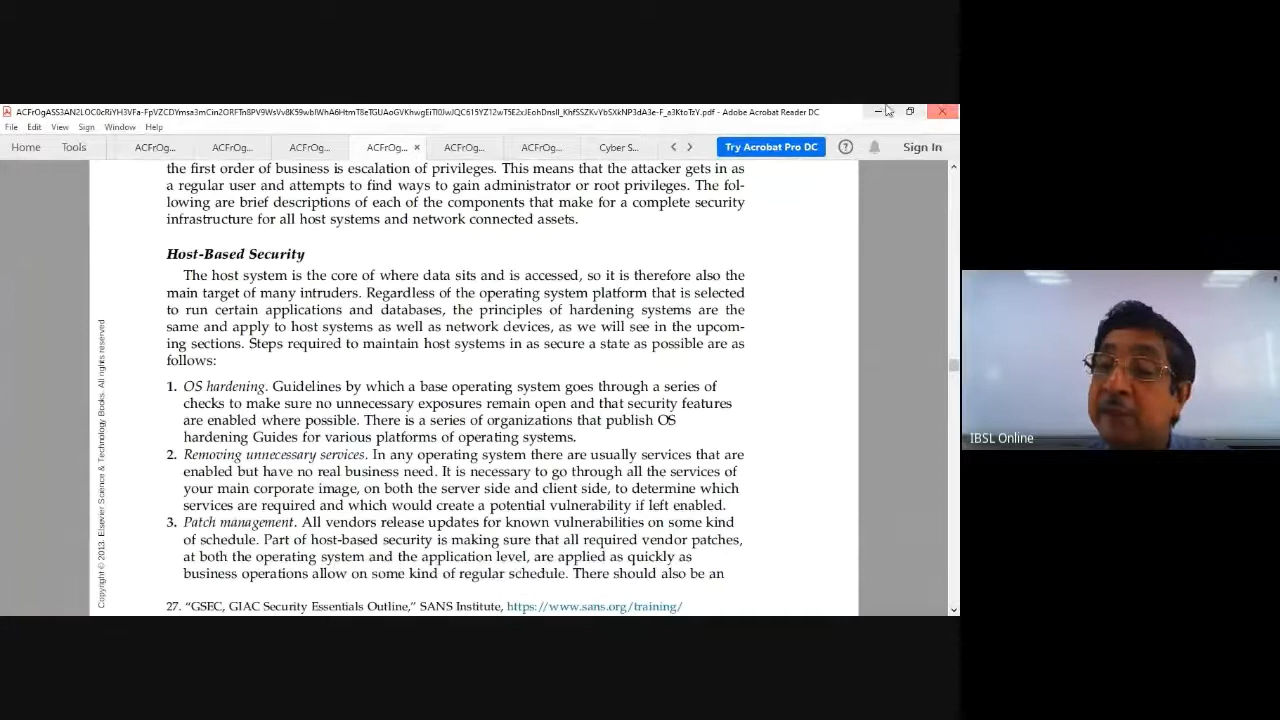 ACFrOgASS3AN2LOC0cRiYH3VFa-FpVZCDYmsa3mCin2ORFTn8PV9WsVv8K59wbIWhA6HtmT8eTGUAoGVKhwgEiTl0JwJQC615YZ12wT5E2xJEohDnsIl_KhfSSZKvYbSXkNP3dA3e-F_a3KtoTzY.pdf - Adobe Acrobat Reader DC
File Edit View Sign Window Help
Home Tools ACFrOg... ACFrOg... ACFrOg... ACFrOg... × ACFrOg... ACFrOg... Cyber S... Try Acrobat Pro DC Sign In
the first order of business is escalation of privileges. This means that the attacker gets in as
a regular user and attempts to find ways to gain administrator or root privileges. The fol-
lowing are brief descriptions of each of the components that make for a complete security
infrastructure for all host systems and network connected assets.
Host-Based Security
The host system is the core of where data sits and is accessed, so it is therefore also the
main target of many intruders. Regardless of the operating system platform that is selected
to run certain applications and databases, the principles of hardening systems are the
same and apply to host systems as well as network devices, as we will see in the upcom-
ing sections. Steps required to maintain host systems in as secure a state as possible are as
follows:
1. OS hardening. Guidelines by which a base operating system goes through a series of
checks to make sure no unnecessary exposures remain open and that security features
are enabled where possible. There is a series of organizations that publish OS
hardening Guides for various platforms of operating systems.
2. Removing unnecessary services. In any operating system there are usually services that are
enabled but have no real business need. It is necessary to go through all the services of
your main corporate image, on both the server side and client side, to determine which
services are required and which would create a potential vulnerability if left enabled.
3. Patch management. All vendors release updates for known vulnerabilities on some kind
of schedule. Part of host-based security is making sure that all required vendor patches,
at both the operating system and the application level, are applied as quickly as
business operations allow on some kind of regular schedule. There should also be an
27. “GSEC, GIAC Security Essentials Outline,” SANS Institute, https://www.sans.org/training/
Copyright © 2013. Elsevier Science & Technology Books. All rights reserved
IBSL Online